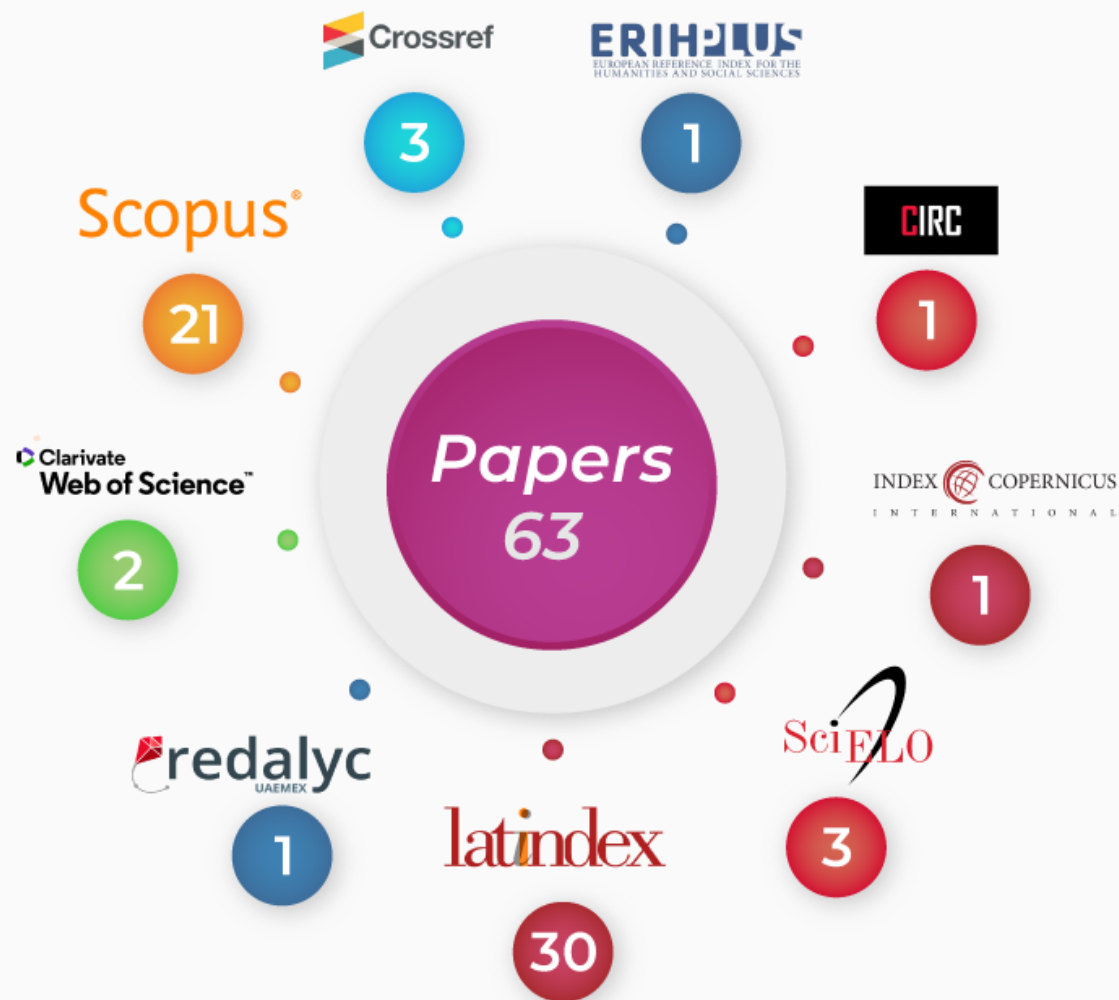 Crossref
3
ERIHPLUS
EUROPEAN REFERENCE INDEX FOR THE
HUMANITIES AND SOCIAL SCIENCES
1
Scopus®
21
CIRC
1
Papers
63
Clarivate
Web of Science™
2
INDEX COPERNICUS
INTERNATIONAL
1
redalyc
UAEMEX
1
latindex
30
SciELO
3